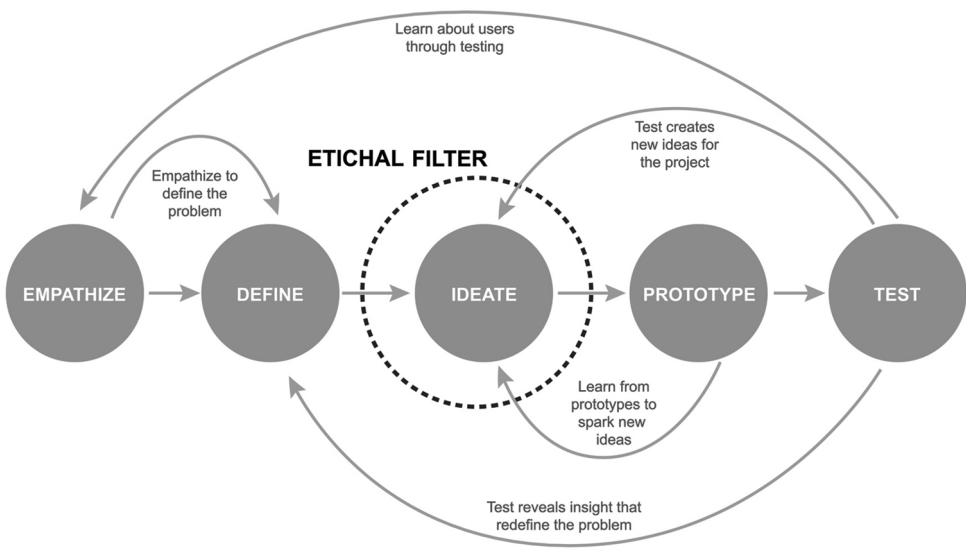 Learn about users
through testing
Test creates
new ideas for
the project
ETICHAL FILTER
Empathize to
define the
problem
EMPATHIZE
DEFINE
IDEATE
PROTOTYPE
TEST
Learn from
prototypes to
spark new
ideas
Test reveals insight that
redefine the problem